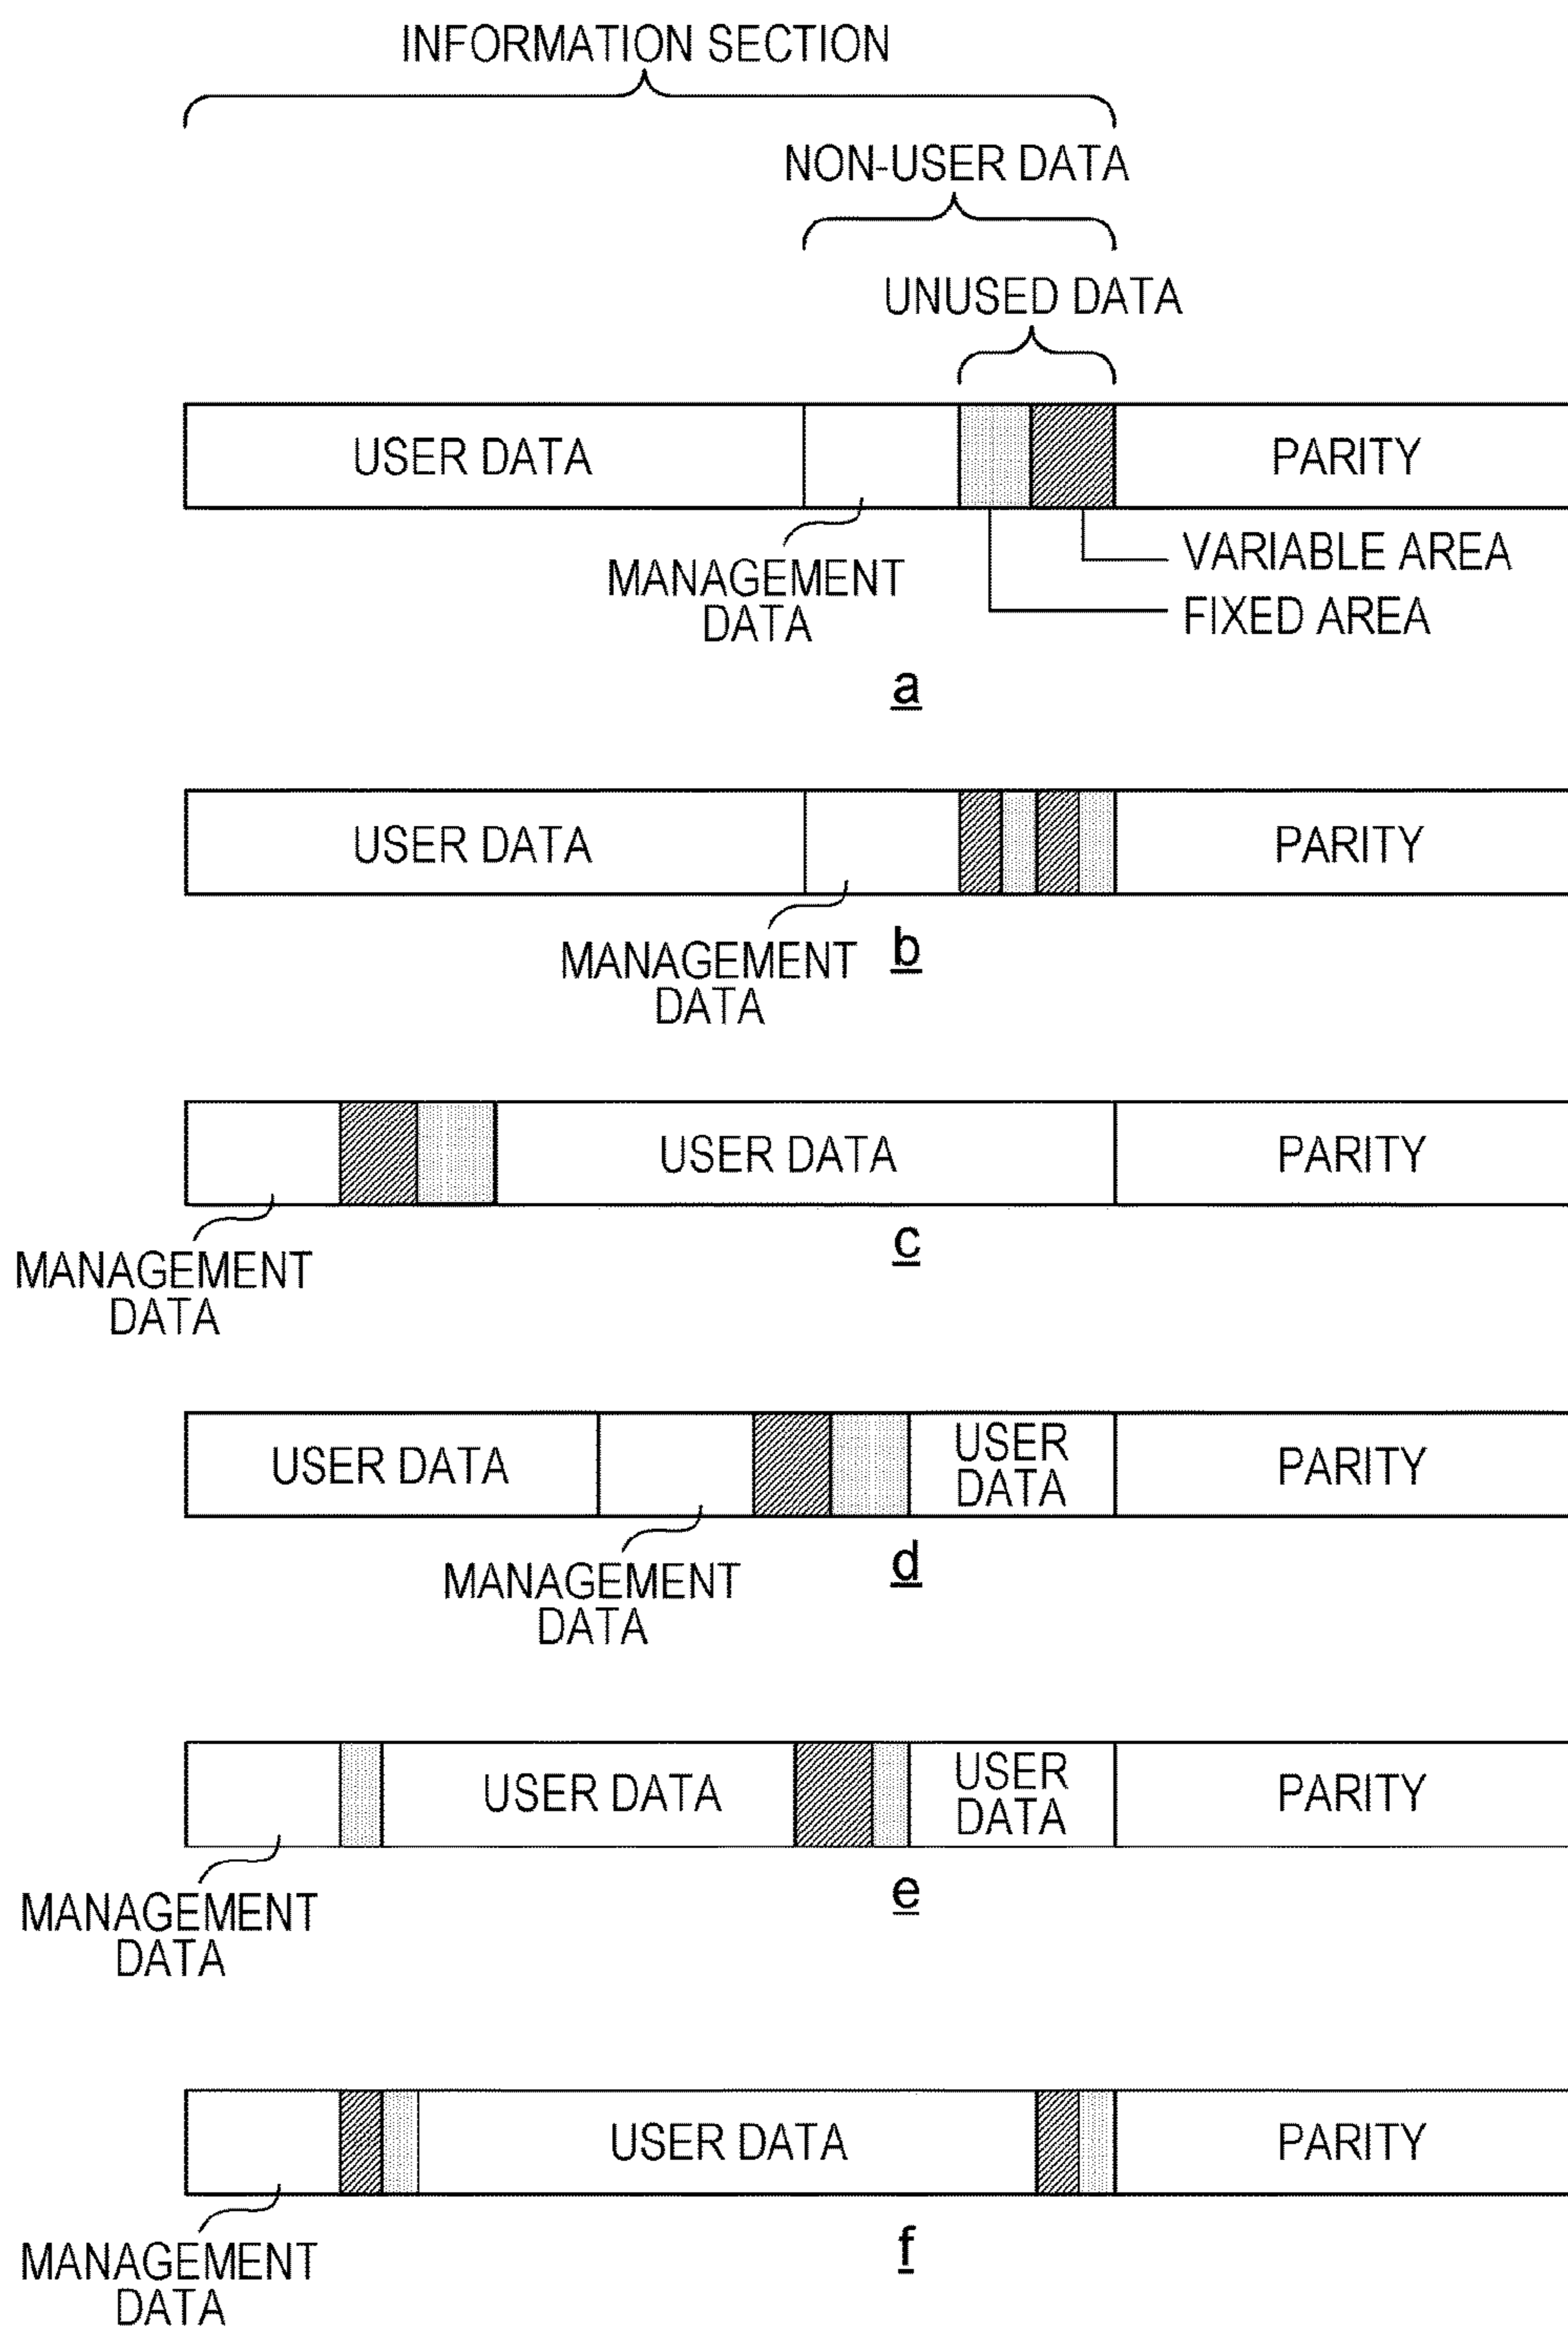 INFORMATION SECTION
NON-USER DATA
UNUSED DATA
USER DATA
PARITY
VARIABLE AREA
MANAGEMENT
DATA
FIXED AREA
a
USER DATA
PARITY
MANAGEMENT
DATA
b
USER DATA
PARITY
MANAGEMENT
DATA
c
USER DATA
USER
DATA
PARITY
MANAGEMENT
DATA
d
USER DATA
USER
DATA
PARITY
MANAGEMENT
DATA
e
USER DATA
PARITY
MANAGEMENT
DATA
f